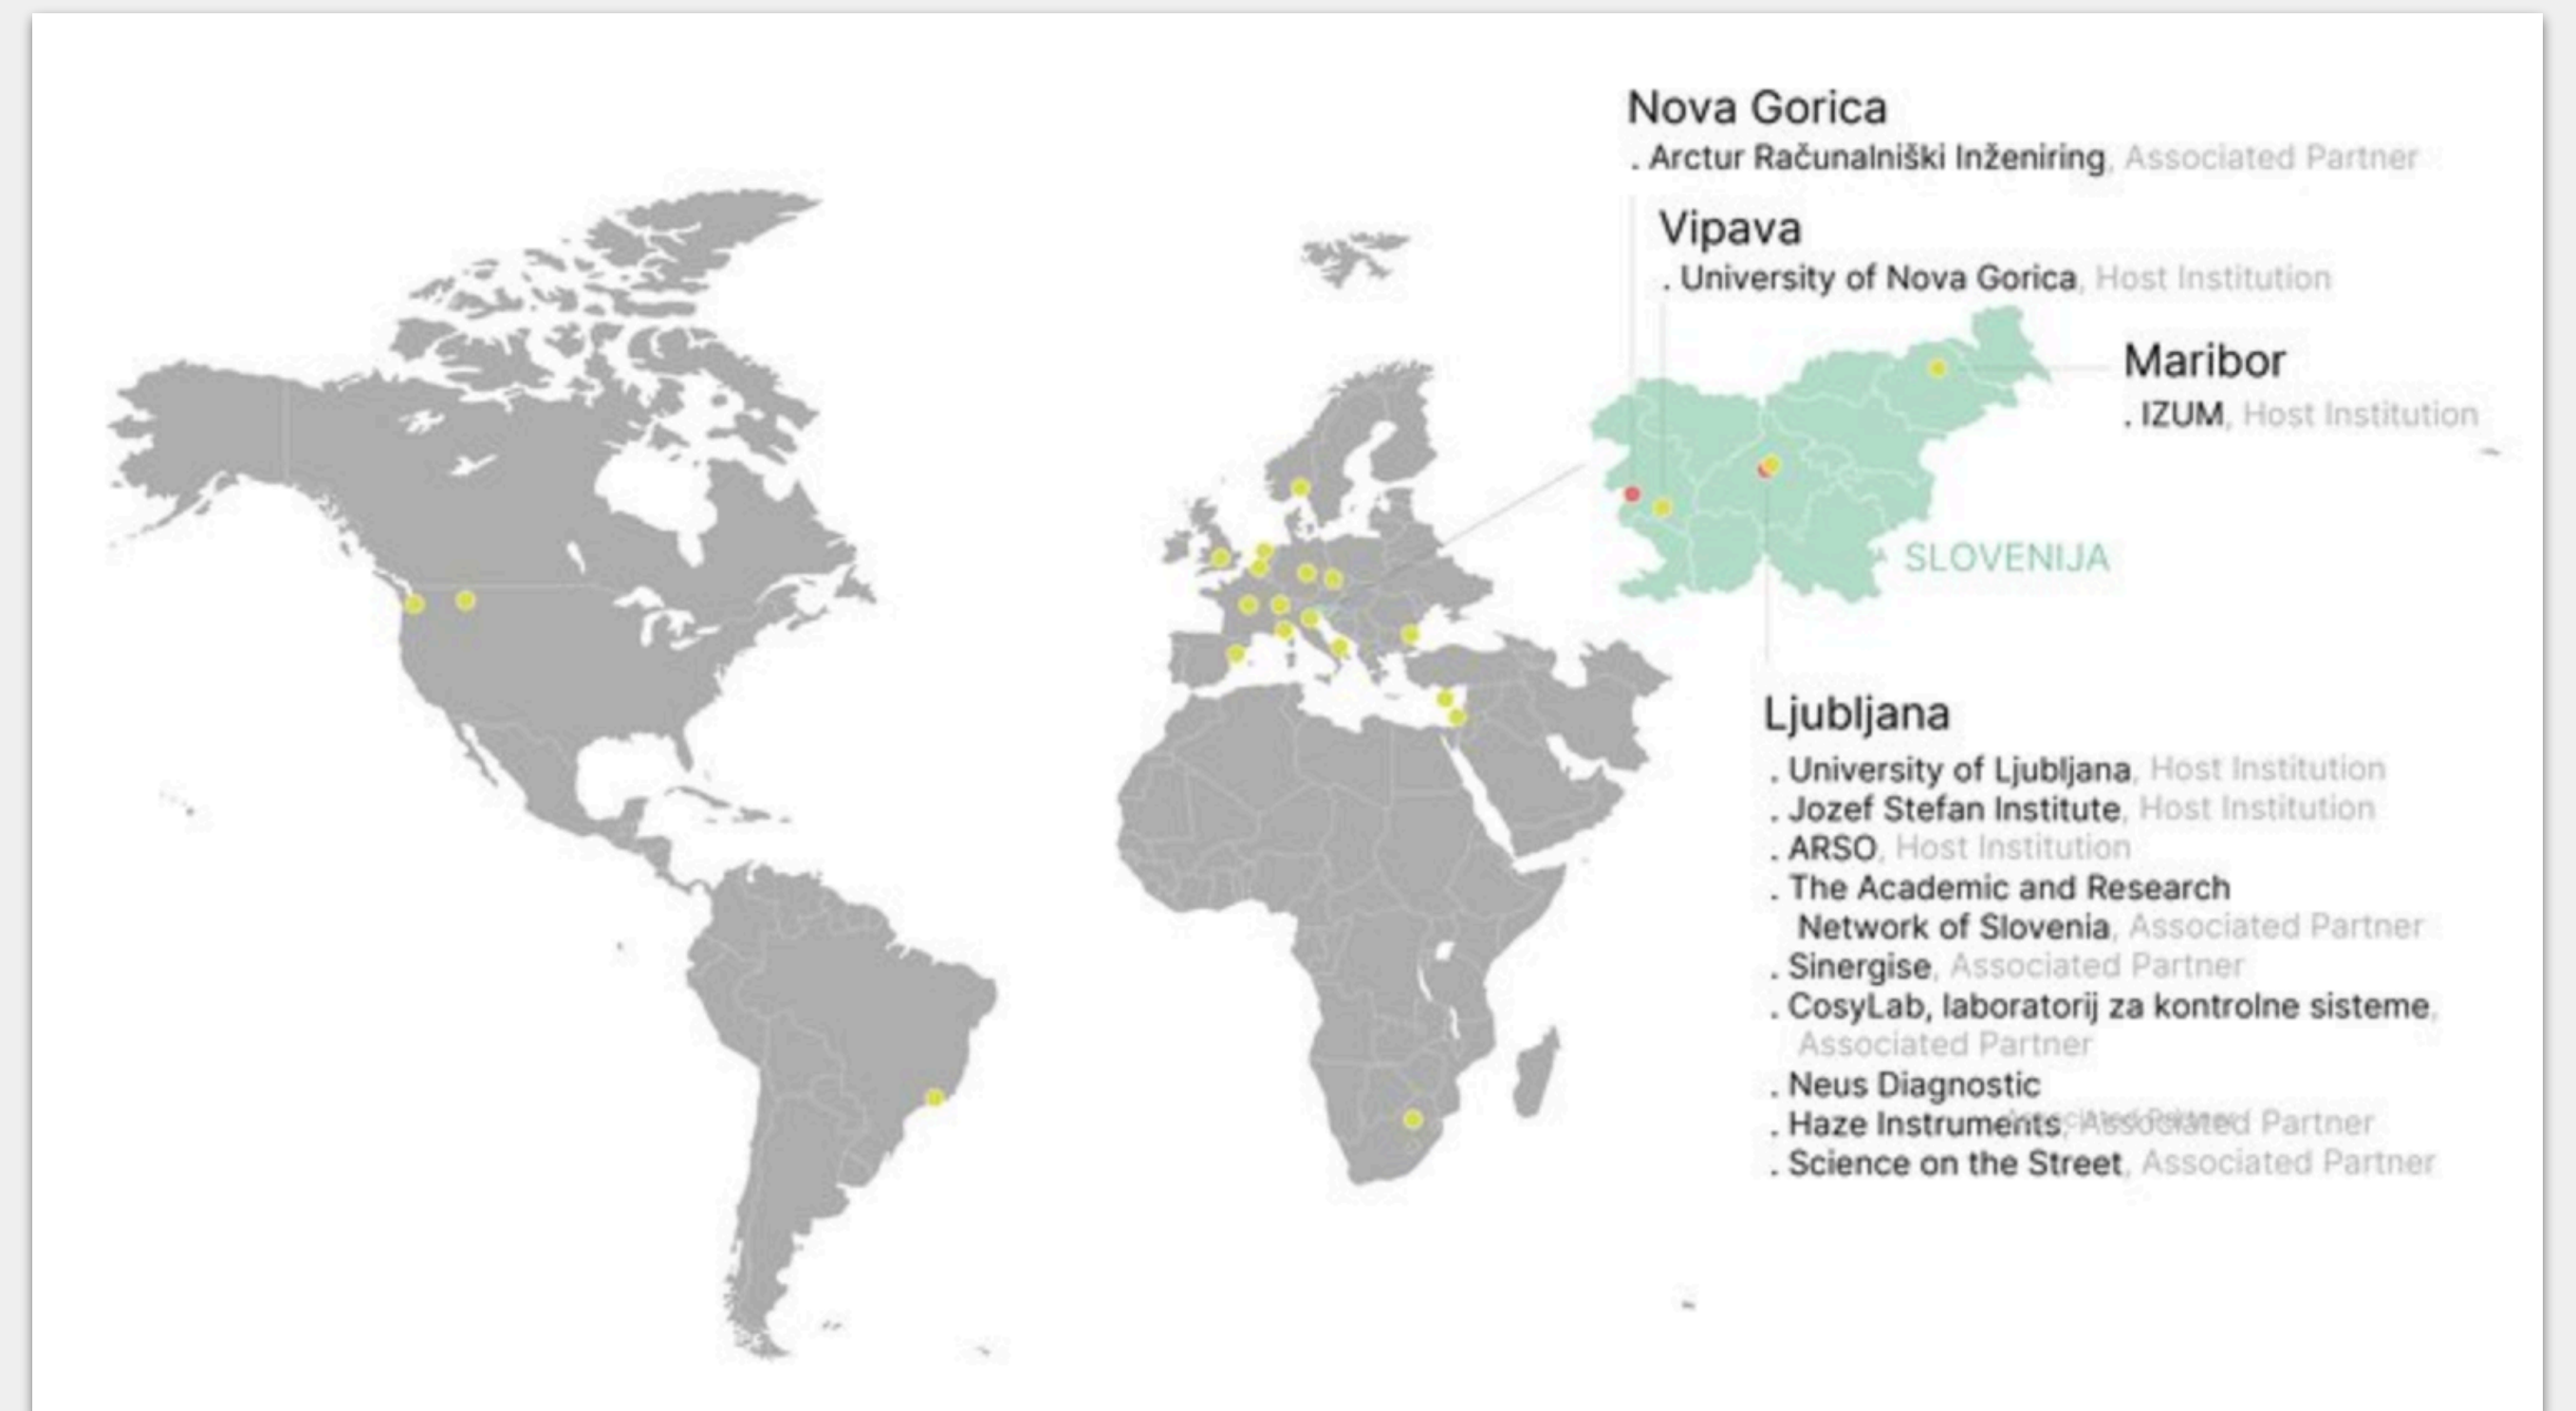 Nova Gorica
. Arctur Računalniški Inženiring, Associated Partner
Vipava
. University of Nova Gorica, Host Institution
Maribor
. IZUM, Host Institution
SLOVENIJA
Ljubljana
. University of Ljubljana, Host Institution
. Jozef Stefan Institute, Host Institution
. ARSO, Host Institution
. The Academic and Research
Network of Slovenia, Associated Partner
. Sinergise, Associated Partner
. CosyLab, laboratorij za kontrolne sisteme,
Associated Partner
. Neus Diagnostic
Associated Partner
. Haze Instruments, Associated Partner
. Science on the Street, Associated Partner